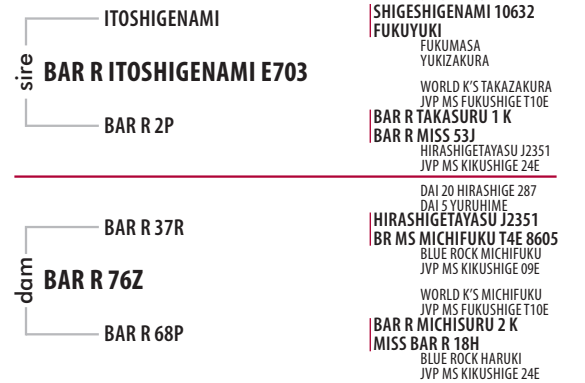 ITOSHIGENAMI
SHIGESHIGENAMI 10632
FUKUYUKI
FUKUMASA
YUKIZAKURA
sire
BAR R ITOSHIGENAMI E703
WORLD K'S TAKAZAKURA
JVP MS FUKUSHIGE T10E
BAR R 2P
BAR R TAKASURU 1 K
BAR R MISS 53J
HIRASHIGETAYASU J2351
JVP MS KIKUSHIGE 24E
DAI 20 HIRASHIGE 287
DAI 5 YURUHIME
BAR R 37R
HIRASHIGETAYASU J2351
BR MS MICHIFUKU T4E 8605
BLUE ROCK MICHIFUKU
JVP MS KIKUSHIGE 09E
dam
BAR R 76Z
WORLD K'S MICHIFUKU
JVP MS FUKUSHIGE T10E
BAR R 68P
BAR R MICHISURU 2 K
MISS BAR R 18H
BLUE ROCK HARUKI
JVP MS KIKUSHIGE 24E